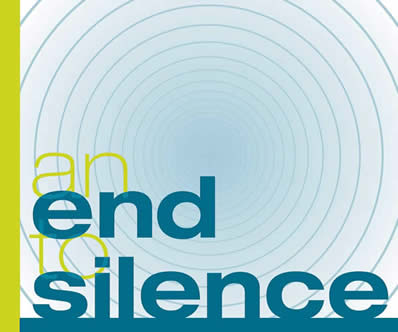 an
end
to
silence